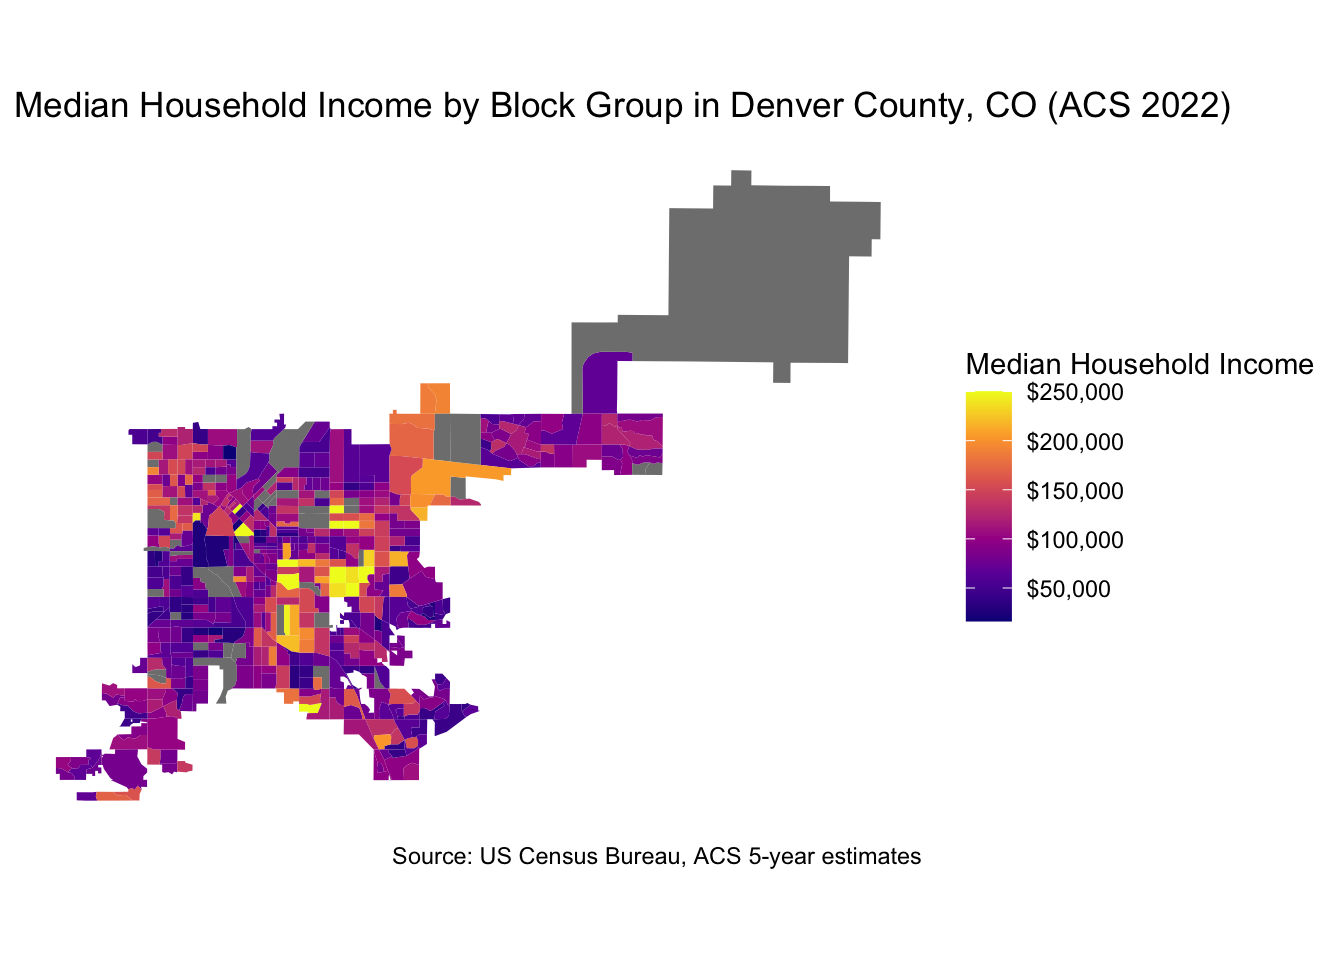 Median Household Income by Block Group in Denver County, CO (ACS 2022)
Median Household Income
$250,000
$200,000
$150,000
$100,000
$50,000
Source: US Census Bureau, ACS 5-year estimates